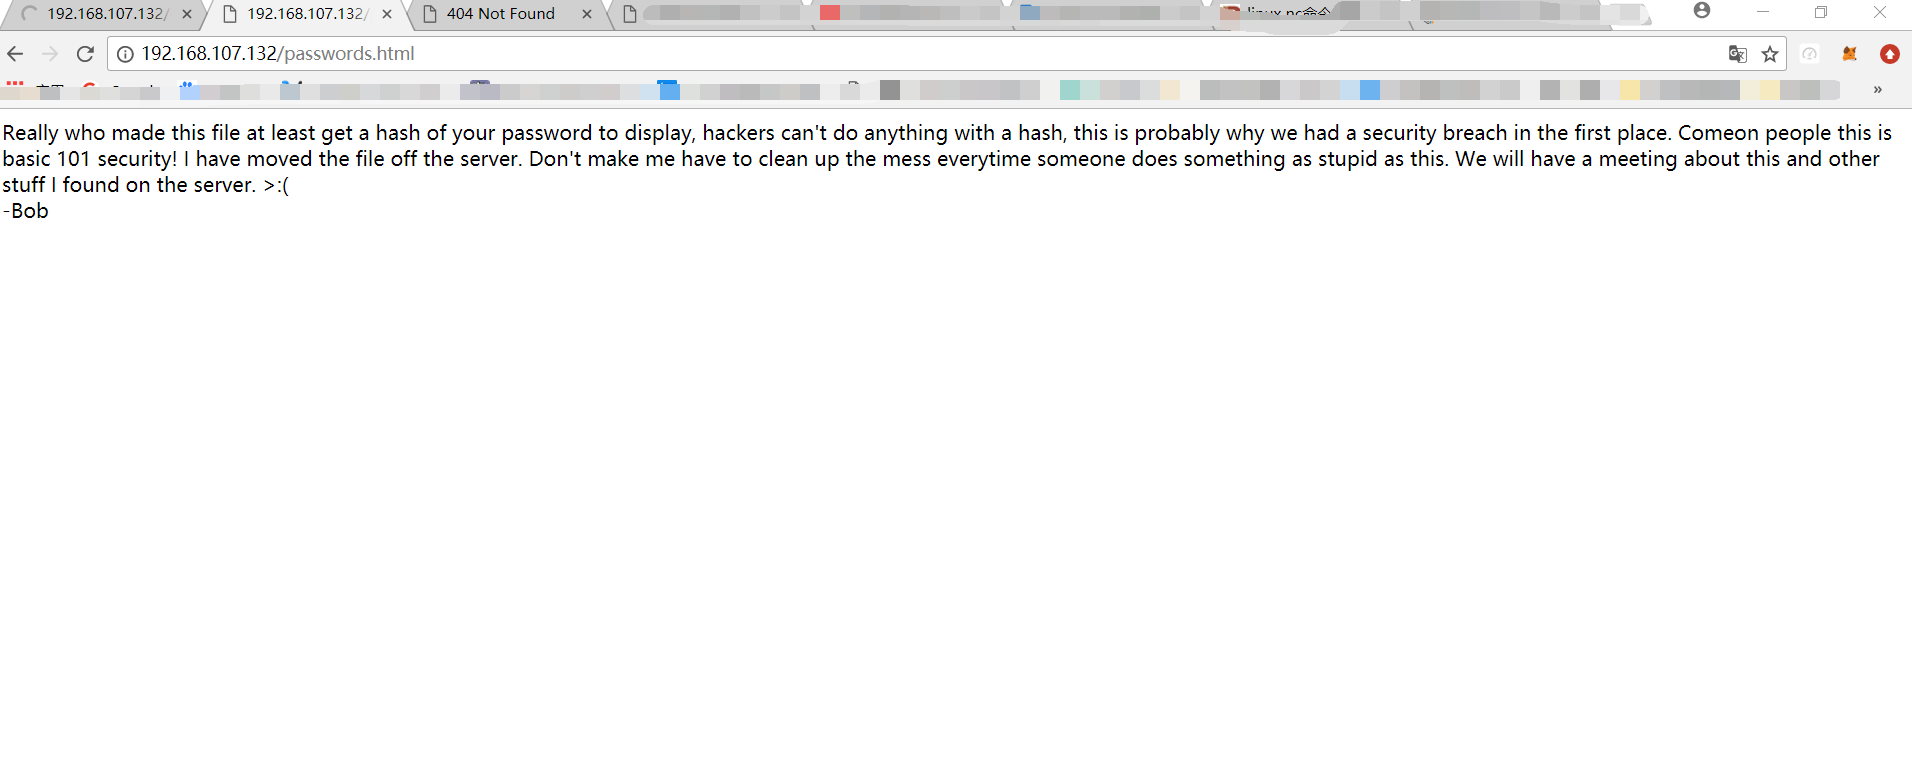 192.168.107.132/
192.168.107.132/
404 Not Found
192.168.107.132/passwords.html
Really who made this file at least get a hash of your password to display, hackers can't do anything with a hash, this is probably why we had a security breach in the first place. Comeon people this is
basic 101 security! I have moved the file off the server. Don't make me have to clean up the mess everytime someone does something as stupid as this. We will have a meeting about this and other
stuff I found on the server. >:(
-Bob